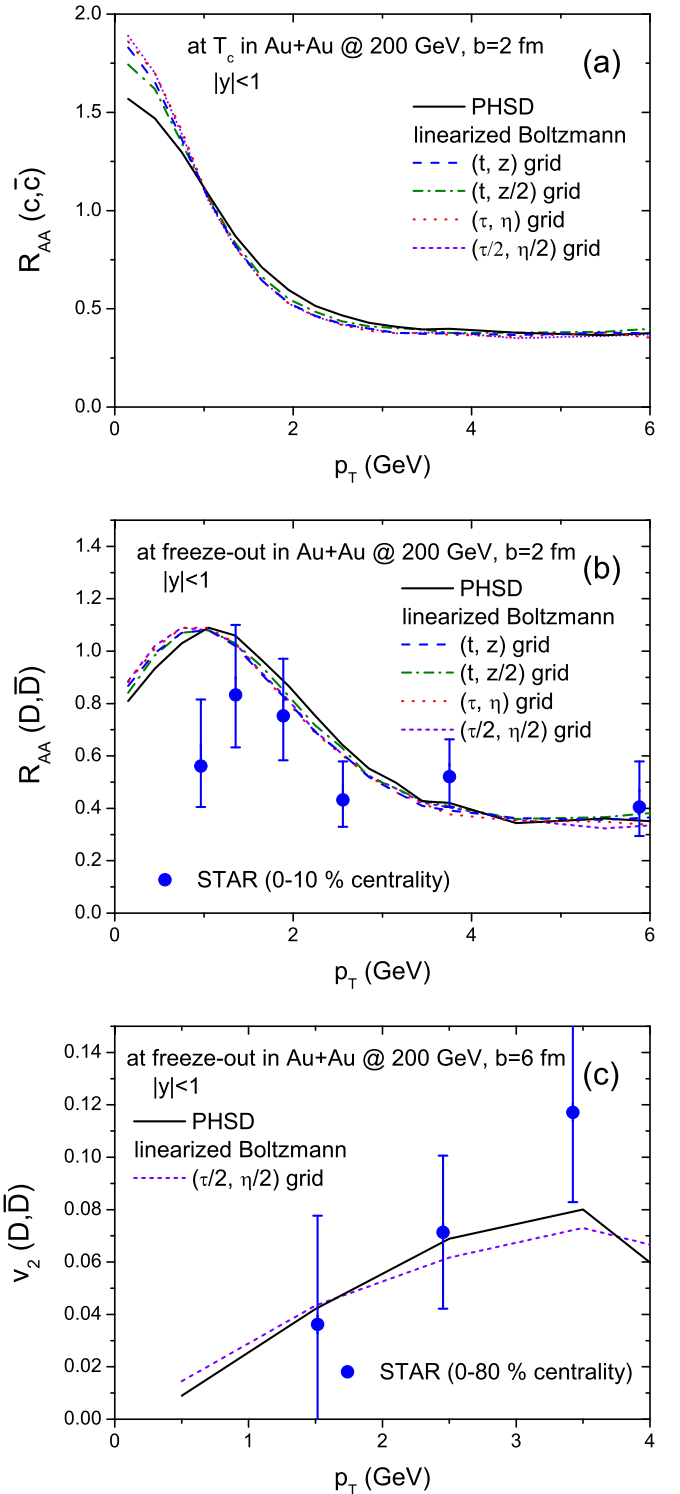 2.0
at T_c in Au+Au @ 200 GeV, b=2 fm
(a)
|y|<1
PHSD
linearized Boltzmann
(t, z) grid
(t, z/2) grid
(τ, η) grid
(τ/2, η/2) grid
1.5
1.0
0.5
0.0
R_AA (c,c̄)
0 2 4 6
p_T (GeV)
1.4
at freeze-out in Au+Au @ 200 GeV, b=2 fm
(b)
|y|<1
PHSD
linearized Boltzmann
(t, z) grid
(t, z/2) grid
(τ, η) grid
(τ/2, η/2) grid
1.2
1.0
0.8
0.6
0.4
0.2
0.0
R_AA (D,D̄)
STAR (0-10 % centrality)
0 2 4 6
p_T (GeV)
0.14
at freeze-out in Au+Au @ 200 GeV, b=6 fm
(c)
|y|<1
PHSD
linearized Boltzmann
(τ/2, η/2) grid
0.12
0.10
0.08
0.06
0.04
0.02
0.00
v_2 (D,D̄)
STAR (0-80 % centrality)
0 1 2 3 4
p_T (GeV)